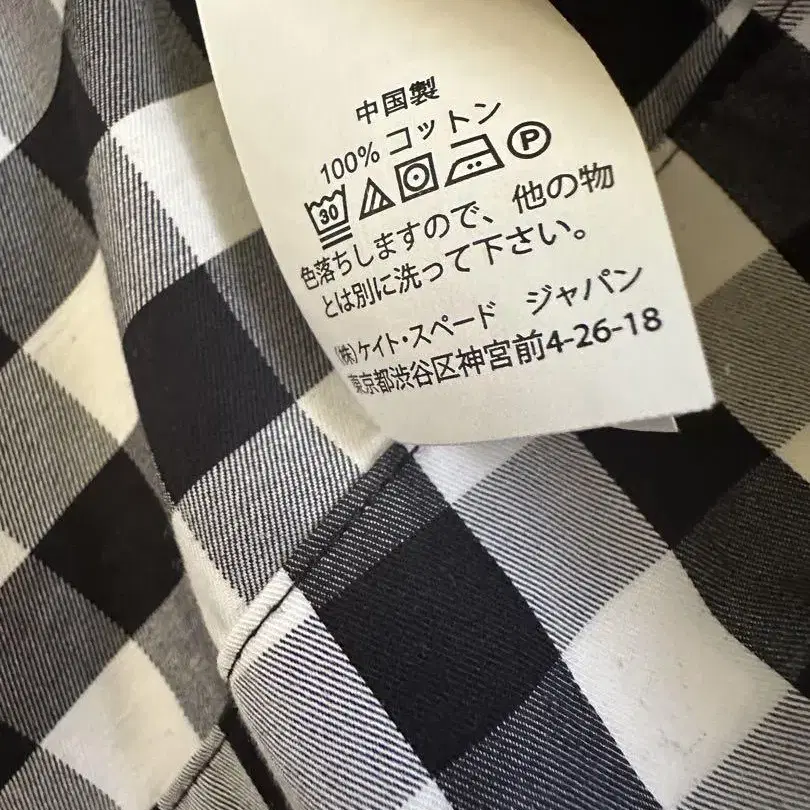 中国製
100% コットン
30 P
色落ちしますので、他の物
とは別に洗って下さい。
(株)ケイト・スペード ジャパン
東京都渋谷区神宮前4-26-18